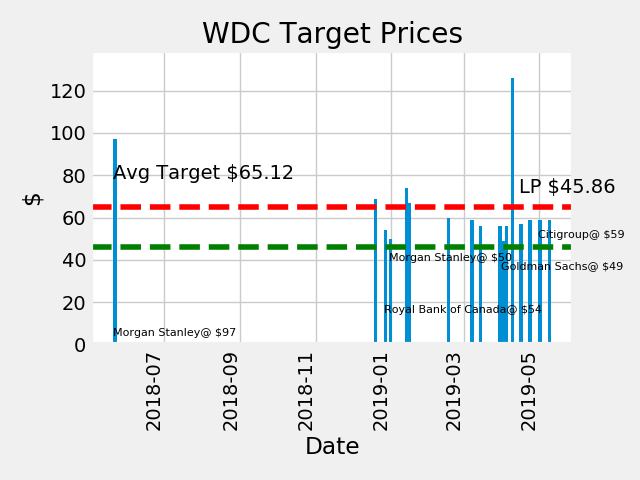 WDC Target Prices
120
100
80
60
40
20
0
$
Avg Target $65.12
LP $45.86
Citigroup@ $59
Morgan Stanley@ $50
Goldman Sachs@ $49
Royal Bank of Canada@ $54
Morgan Stanley@ $97
2018-07
2018-09
2018-11
2019-01
2019-03
2019-05
Date